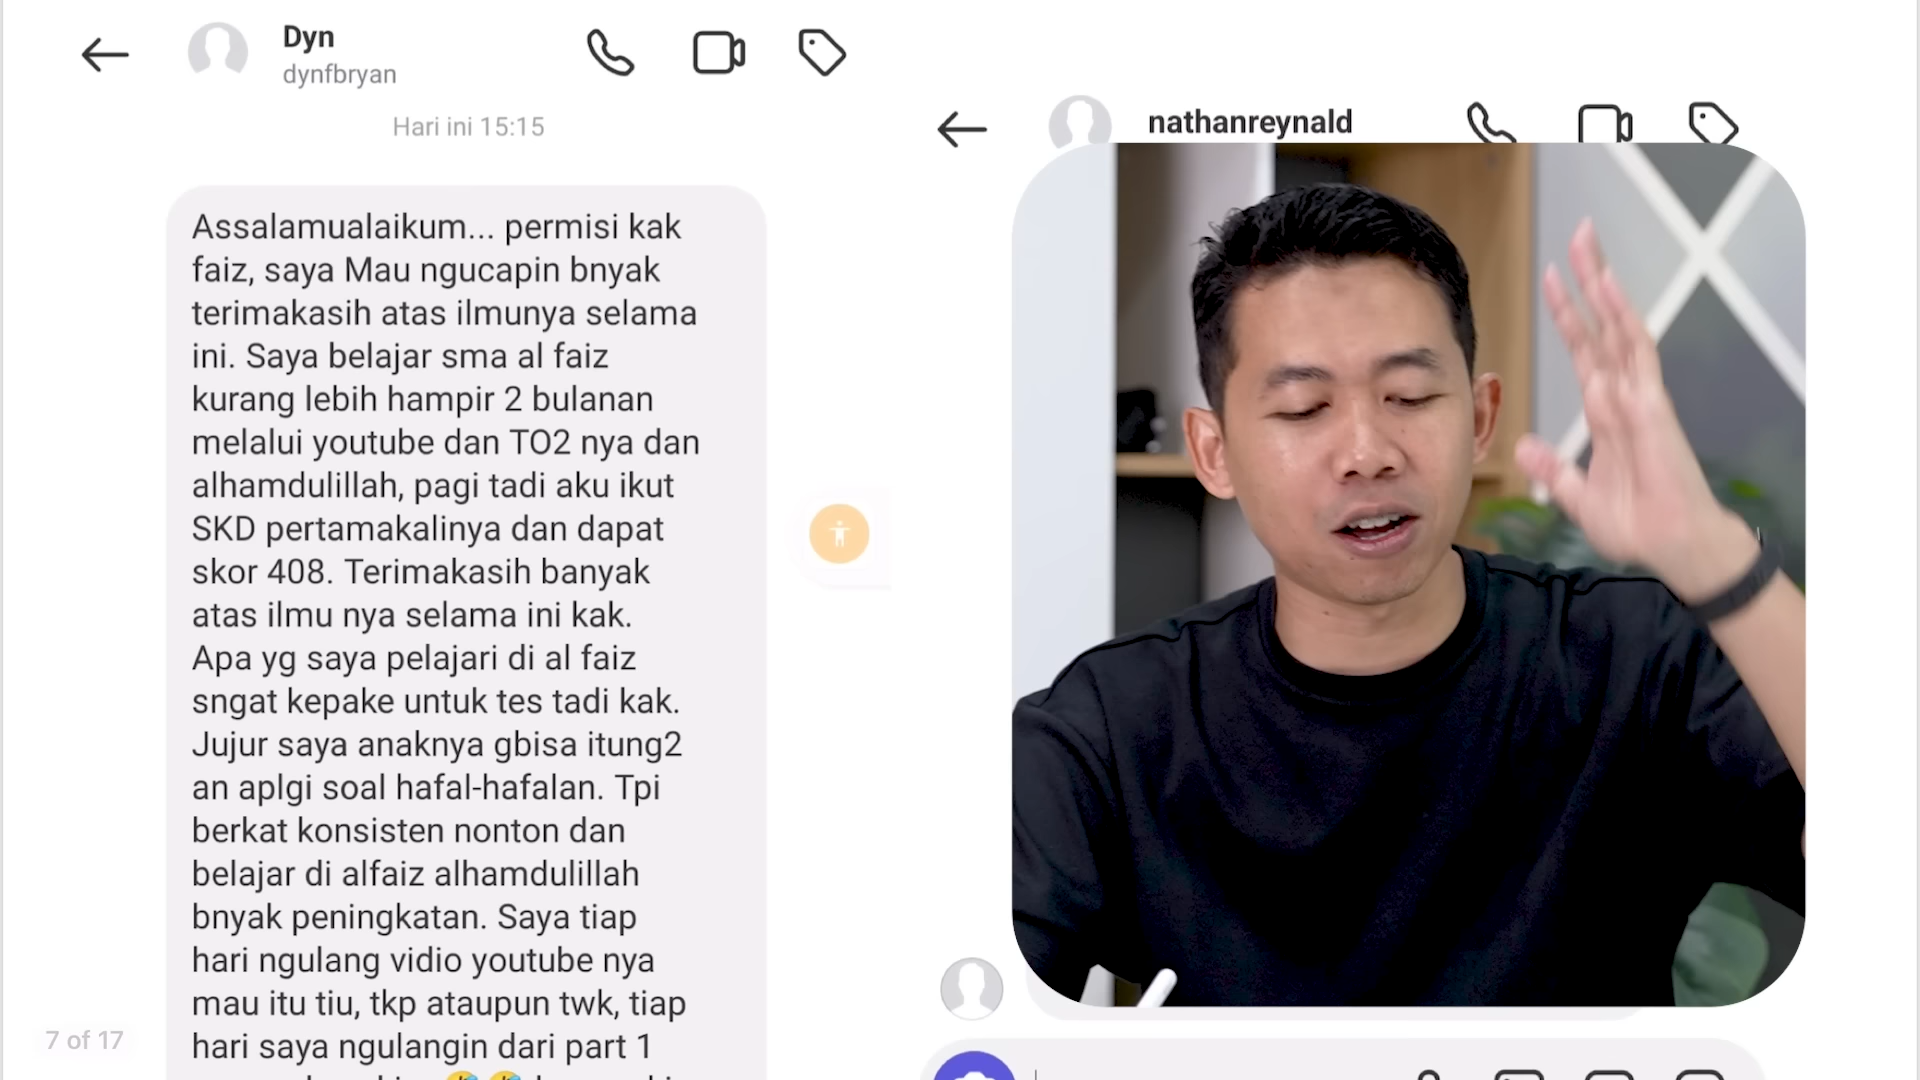 Dyn
dynfbryan
Hari ini 15:15
Assalamualaikum... permisi kak
faiz, saya Mau ngucapin bnyak
terimakasih atas ilmunya selama
ini. Saya belajar sma al faiz
kurang lebih hampir 2 bulanan
melalui youtube dan TO2 nya dan
alhamdulillah, pagi tadi aku ikut
SKD pertamakalinya dan dapat
skor 408. Terimakasih banyak
atas ilmu nya selama ini kak.
Apa yg saya pelajari di al faiz
sngat kepake untuk tes tadi kak.
Jujur saya anaknya gbisa itung2
an aplgi soal hafal-hafalan. Tpi
berkat konsisten nonton dan
belajar di alfaiz alhamdulillah
bnyak peningkatan. Saya tiap
hari ngulang vidio youtube nya
mau itu tiu, tkp ataupun twk, tiap
hari saya ngulangin dari part 1
7 of 17
nathanreynald